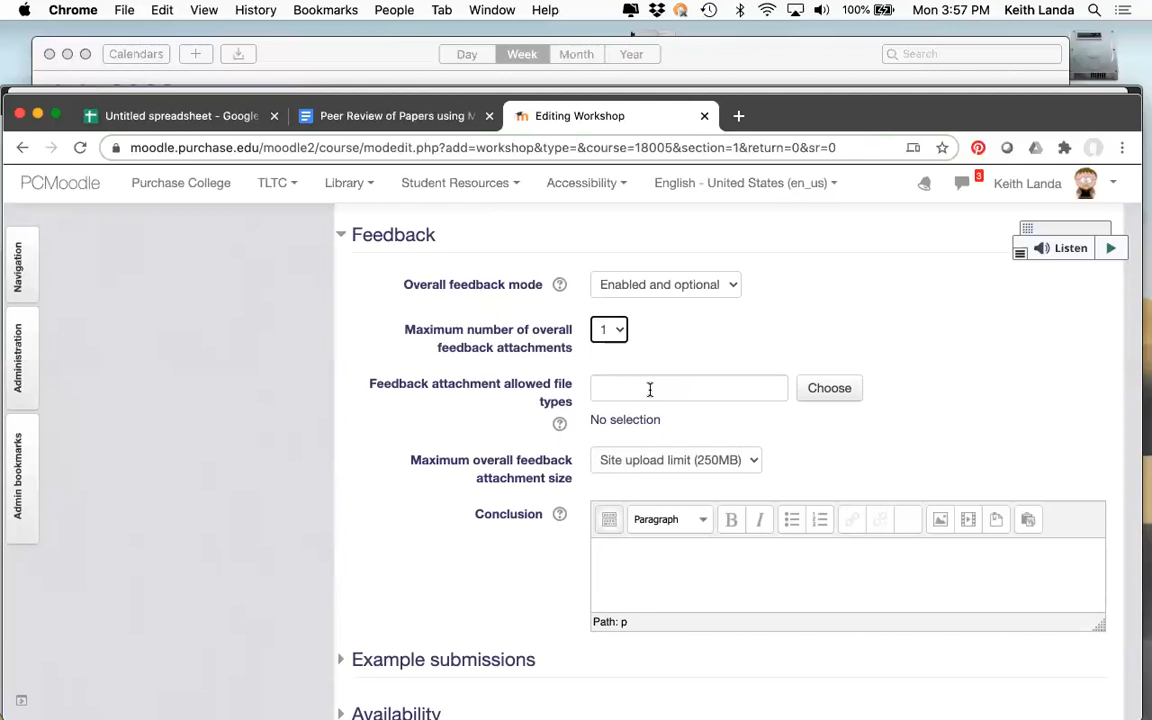 Chrome File Edit View History Bookmarks People Tab Window Help 100% Mon 3:57 PM Keith Landa
Calendars Day Week Month Year Search
Untitled spreadsheet - Google Peer Review of Papers using M Editing Workshop
moodle.purchase.edu/moodle2/course/modedit.php?add=workshop&type=&course=18005&section=1&return=0&sr=0
PCMoodle Purchase College TLTC Library Student Resources Accessibility English - United States (en_us) 3 Keith Landa
Navigation
Administration
Admin bookmarks
Feedback
Listen
Overall feedback mode Enabled and optional
Maximum number of overall feedback attachments 1
Feedback attachment allowed file types Choose
No selection
Maximum overall feedback attachment size Site upload limit (250MB)
Conclusion Paragraph B I
Path: p
Example submissions
Availability